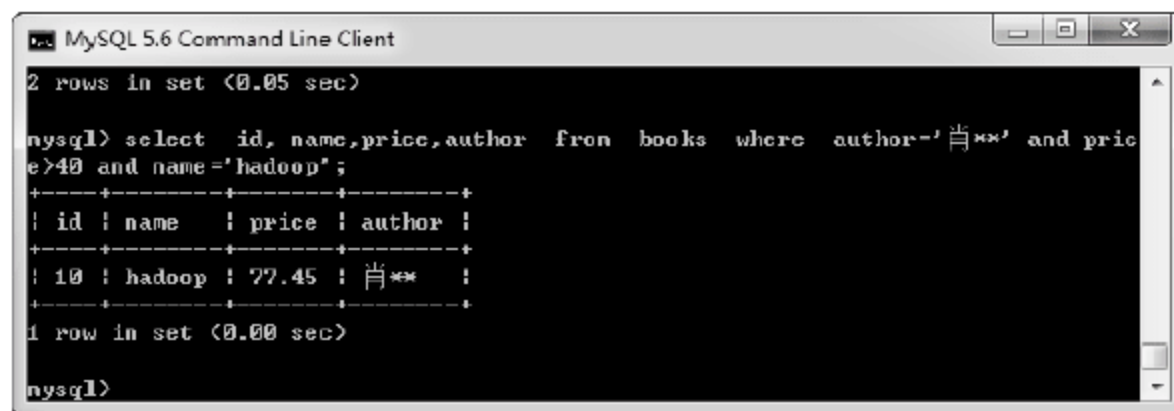 MySQL 5.6 Command Line Client
2 rows in set (0.05 sec)
mysql> select  id, name,price,author  from  books  where  author='肖**' and pric
e>40 and name='hadoop';
+----+--------+-------+--------+
| id | name   | price | author |
+----+--------+-------+--------+
| 10 | hadoop | 77.45 | 肖**   |
+----+--------+-------+--------+
1 row in set (0.00 sec)
mysql>